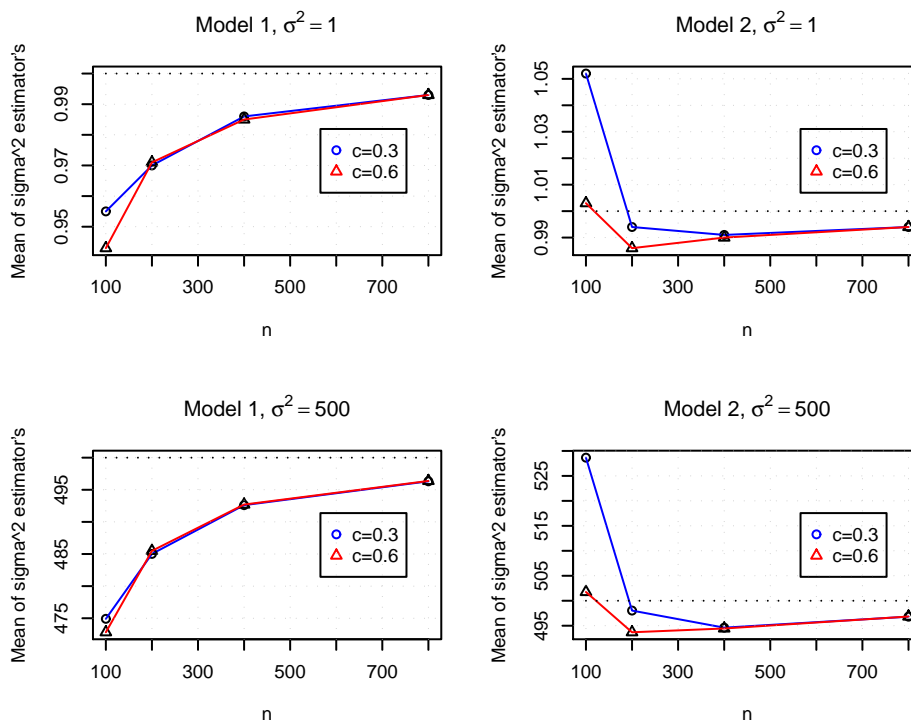 Model 1, σ² = 1
Mean of sigma^2 estimator's
0.95 0.97 0.99
c=0.3
c=0.6
100 300 500 700
n
Model 2, σ² = 1
Mean of sigma^2 estimator's
0.99 1.01 1.03 1.05
c=0.3
c=0.6
100 300 500 700
n
Model 1, σ² = 500
Mean of sigma^2 estimator's
475 485 495
c=0.3
c=0.6
100 300 500 700
n
Model 2, σ² = 500
Mean of sigma^2 estimator's
495 505 515 525
c=0.3
c=0.6
100 300 500 700
n